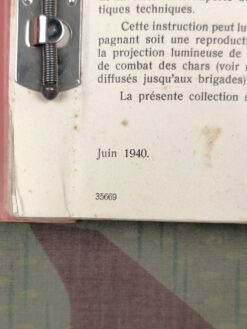 tiques techniques.
Cette instruction peut lu
pagnant soit une reproducti
la projection lumineuse de
de combat des chars (voir
diffusés jusqu'aux brigades)
La présente collection
Juin 1940.
35669